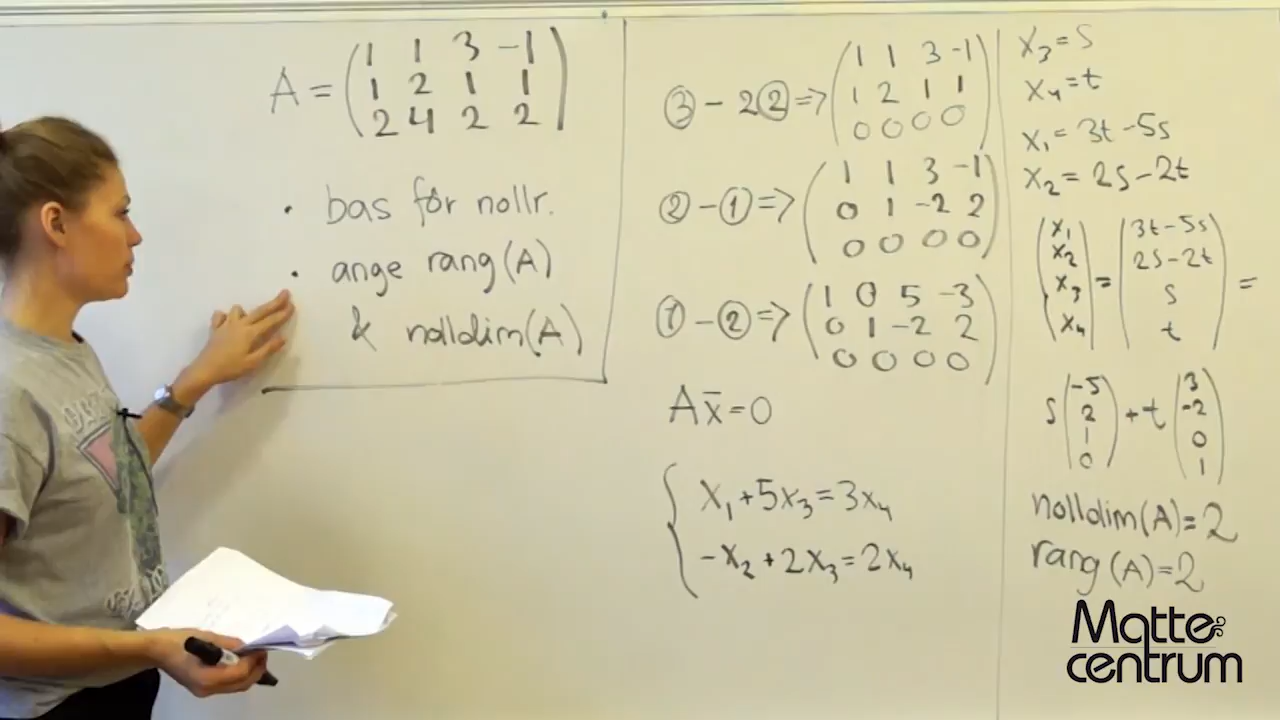 A = (1 1 3 -1
1 2 1 1
2 4 2 2)
• bas för nollr.
• ange rang(A)
& nolldim(A)
③ - 2② => (1 1 3 -1
1 2 1 1
0 0 0 0)
② - ① => (1 1 3 -1
0 1 -2 2
0 0 0 0)
① - ② => (1 0 5 -3
0 1 -2 2
0 0 0 0)
Ax̄ = 0
{ x₁ + 5x₃ = 3x₄
-x₂ + 2x₃ = 2x₄
x₃ = s
x₄ = t
x₁ = 3t - 5s
x₂ = 2s - 2t
(x₁ x₂ x₃ x₄) = (3t-5s 2s-2t s t) =
s(-5 2 1 0) + t(3 -2 0 1)
nolldim(A) = 2
rang(A) = 2
Matte
centrum